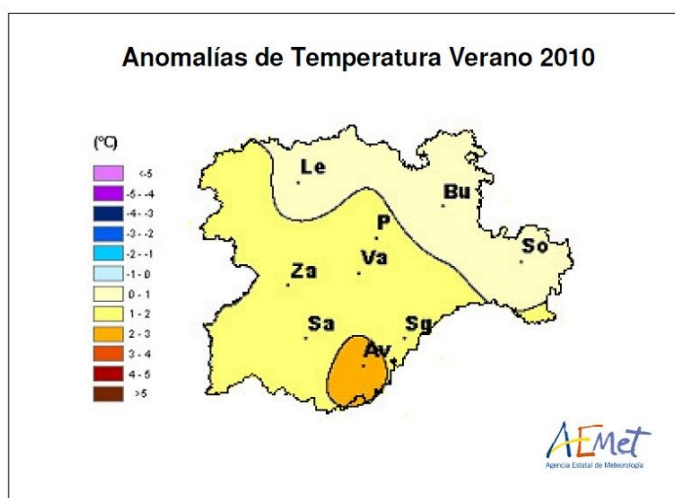 Anomalías de Temperatura Verano 2010
(°C)
<-5
-5 - -4
-4 - -3
-3 - -2
-2 - -1
-1 - 0
0 - 1
1 - 2
2 - 3
3 - 4
4 - 5
>5
Le
Bu
P
So
Va
Za
Sa
Sg
Av
AEMet
Agencia Estatal de Meteorología